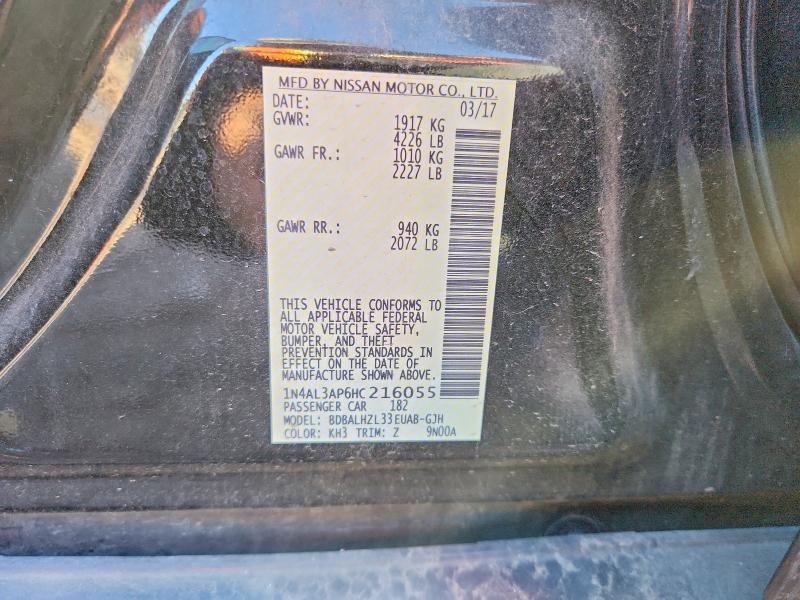 MFD BY NISSAN MOTOR CO., LTD.
DATE: 03/17
GVWR: 1917 KG
4226 LB
GAWR FR.: 1010 KG
2227 LB
GAWR RR.: 940 KG
2072 LB
THIS VEHICLE CONFORMS TO
ALL APPLICABLE FEDERAL
MOTOR VEHICLE SAFETY,
BUMPER, AND THEFT
PREVENTION STANDARDS IN
EFFECT ON THE DATE OF
MANUFACTURE SHOWN ABOVE.
1N4AL3AP6HC216055
PASSENGER CAR 182
MODEL: BDBALHZL33EUAB-GJH
COLOR: KH3 TRIM: Z 9N00A